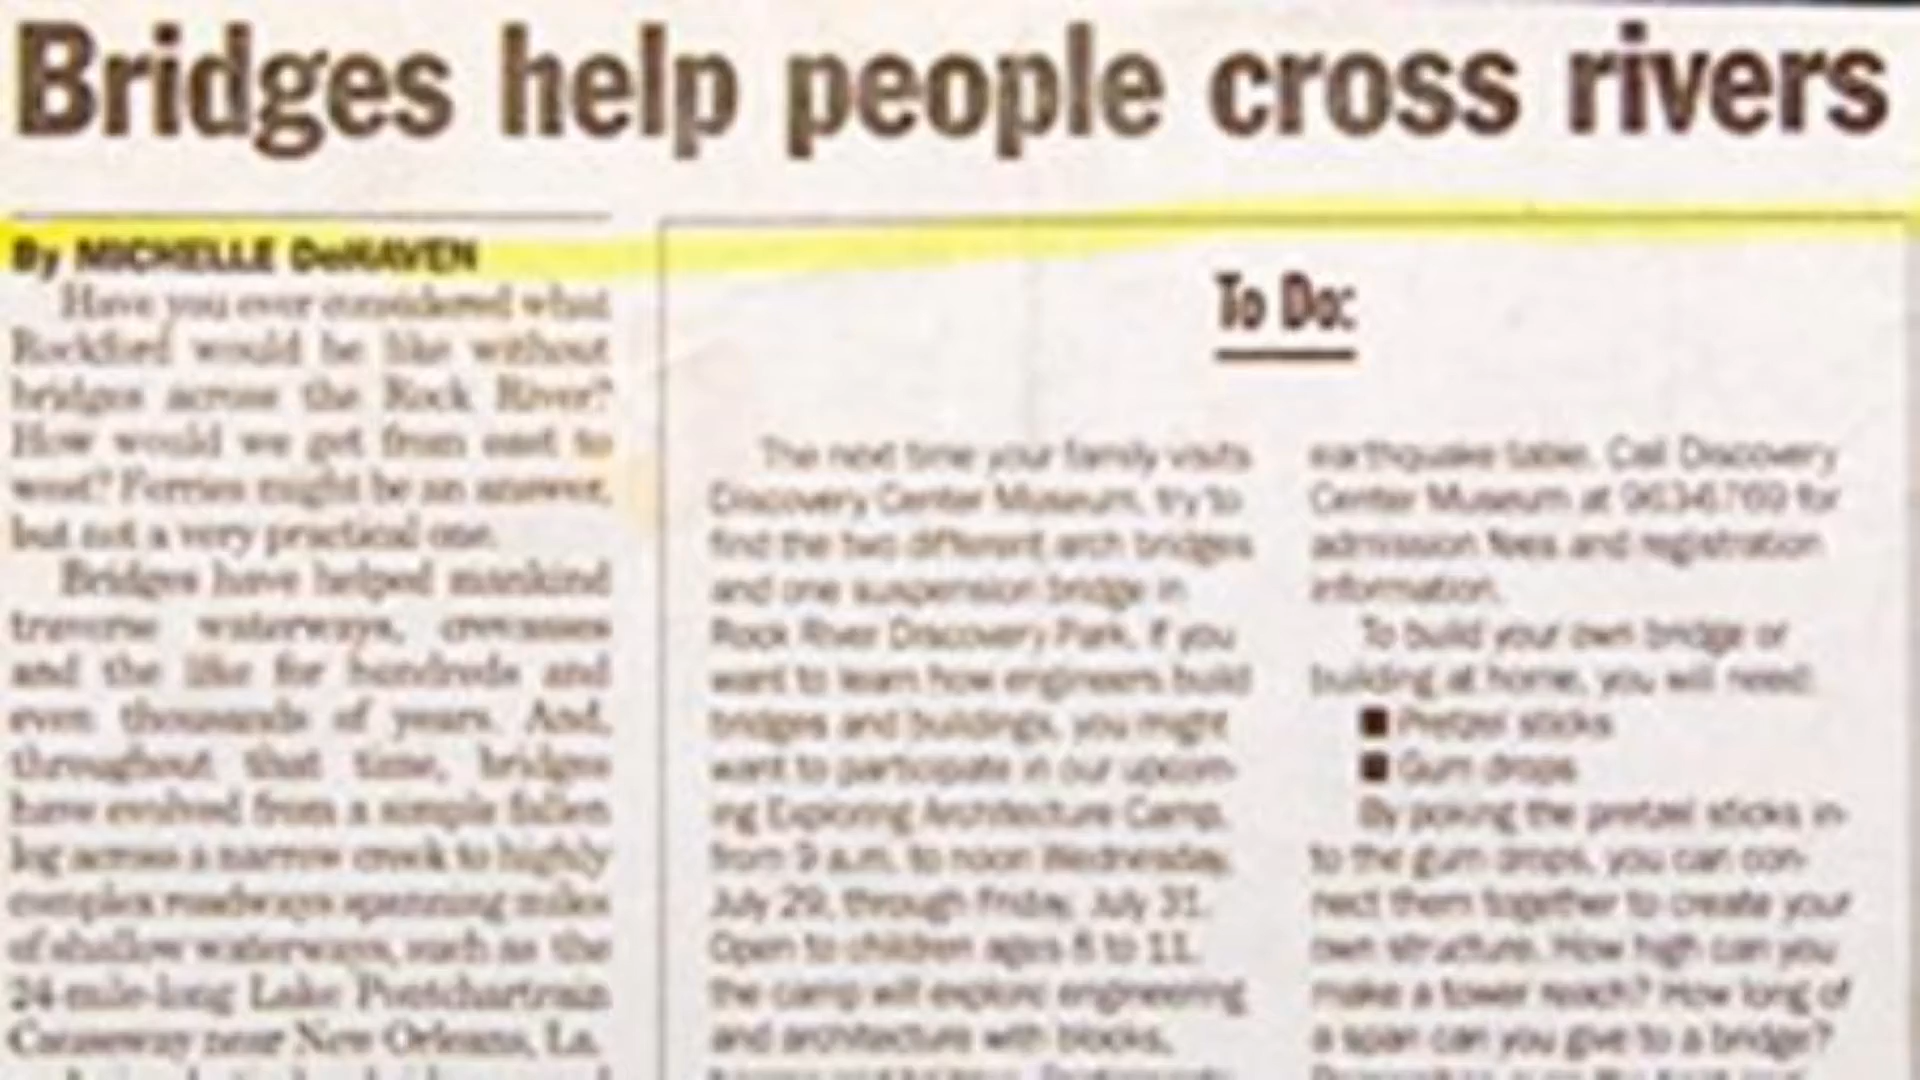 Bridges help people cross rivers
By MICHELLE DeHAVEN
Have you ever considered what
Rockford would be like without
bridges across the Rock River?
How would we get from east to
west? Ferries might be an answer,
but not a very practical one.
Bridges have helped mankind
traverse waterways, crevasses
and the like for hundreds and
even thousands of years. And,
throughout that time, bridges
have evolved from a simple fallen
log across a narrow creek to highly
complex roadways spanning miles
of shallow waterways, such as the
24-mile-long Lake Pontchartrain
Causeway near New Orleans, La.
To Do:
The next time your family visits
Discovery Center Museum, try to
find the two different arch bridges
and one suspension bridge in
Rock River Discovery Park. If you
want to learn how engineers build
bridges and buildings, you might
want to participate in our upcom-
ing Exploring Architecture Camp,
from 9 a.m. to noon Wednesday,
July 29, through Friday, July 31.
Open to children ages 8 to 11,
the camp will explore engineering
and architecture with blocks,
earthquake table. Call Discovery
Center Museum at 963-6769 for
admission fees and registration
information.
To build your own bridge or
building at home, you will need:
■ Pretzel sticks
■ Gum drops
By poking the pretzel sticks in-
to the gum drops, you can con-
nect them together to create your
own structure. How high can you
make a tower reach? How long of
a span can you give to a bridge?